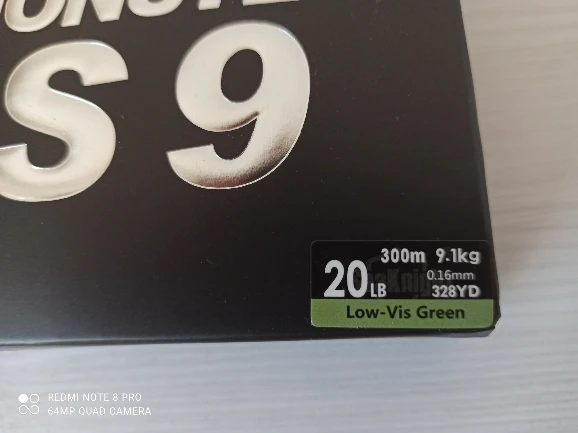 S9
300m 9.1kg
20LB 0.16mm
328YD
Low-Vis Green
REDMI NOTE 8 PRO
64MP QUAD CAMERA